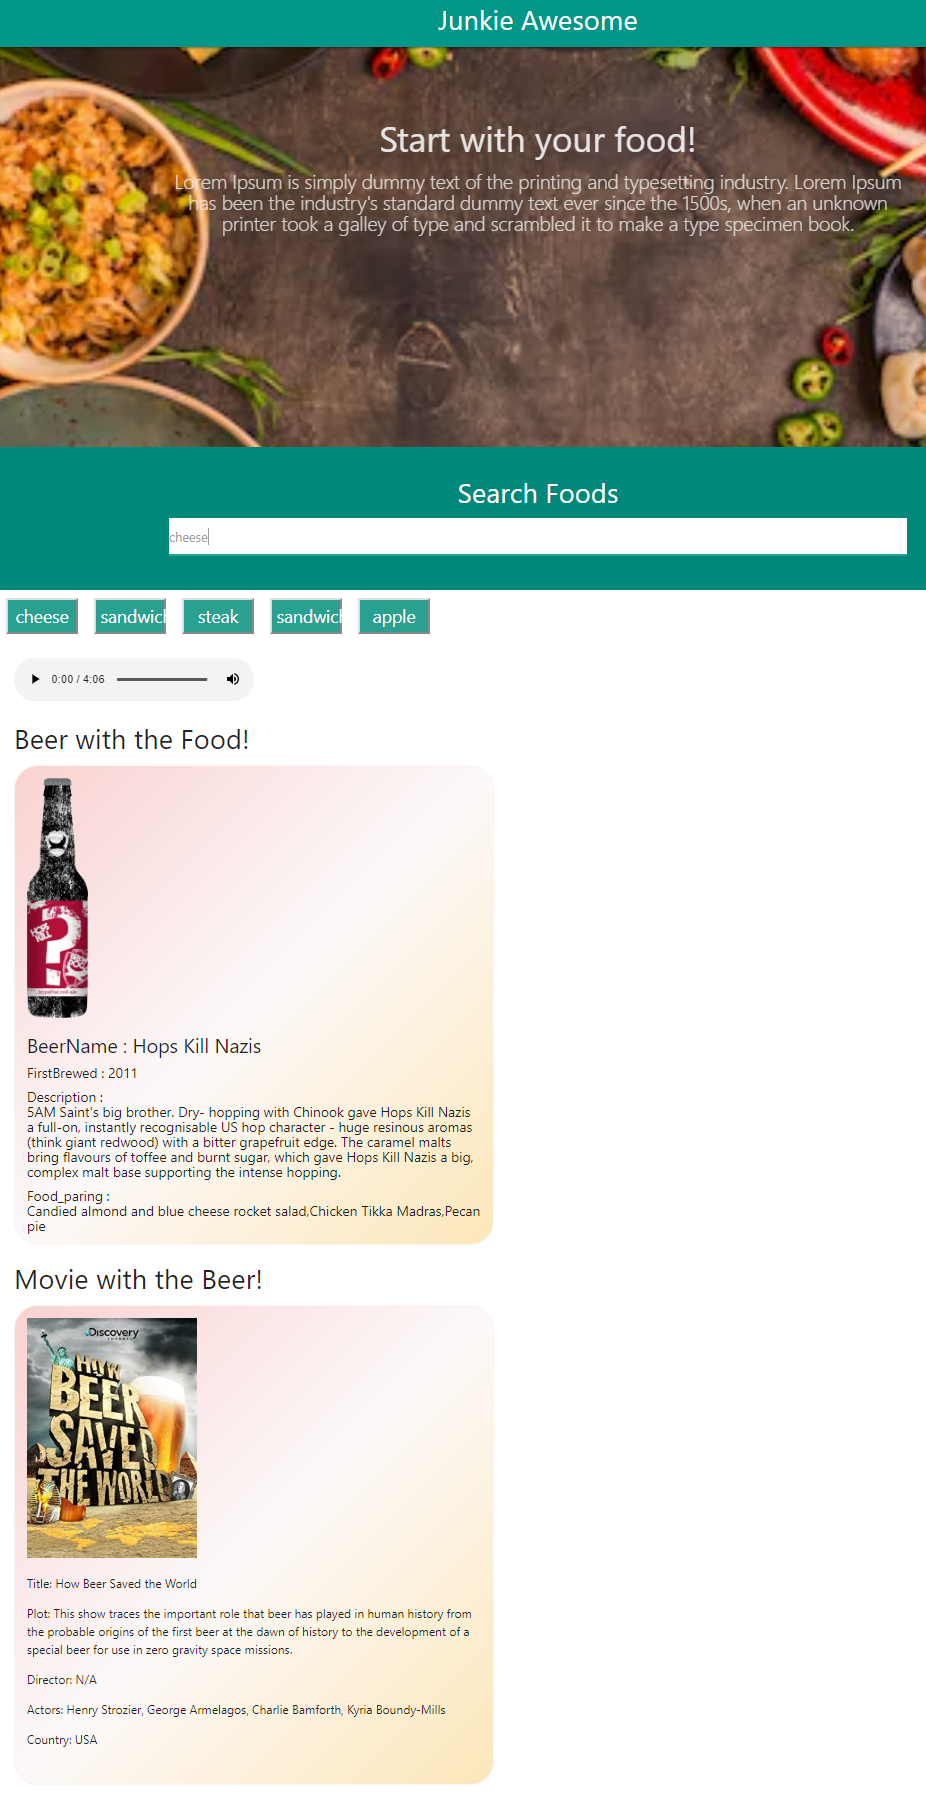 Junkie Awesome
Start with your food!
Lorem Ipsum is simply dummy text of the printing and typesetting industry. Lorem Ipsum
has been the industry's standard dummy text ever since the 1500s, when an unknown
printer took a galley of type and scrambled it to make a type specimen book.
Search Foods
cheese
cheese sandwich steak sandwich apple
0:00 / 4:06
Beer with the Food!
HOPS
KILL
?
imperial red ale
BeerName : Hops Kill Nazis
FirstBrewed : 2011
Description :
5AM Saint's big brother. Dry- hopping with Chinook gave Hops Kill Nazis
a full-on, instantly recognisable US hop character - huge resinous aromas
(think giant redwood) with a bitter grapefruit edge. The caramel malts
bring flavours of toffee and burnt sugar, which gave Hops Kill Nazis a big,
complex malt base supporting the intense hopping.
Food_paring :
Candied almond and blue cheese rocket salad,Chicken Tikka Madras,Pecan
pie
Movie with the Beer!
Discovery
CHANNEL
HOW
BEER
SAVED
THE WORLD
Title: How Beer Saved the World
Plot: This show traces the important role that beer has played in human history from
the probable origins of the first beer at the dawn of history to the development of a
special beer for use in zero gravity space missions.
Director: N/A
Actors: Henry Strozier, George Armelagos, Charlie Bamforth, Kyria Boundy-Mills
Country: USA